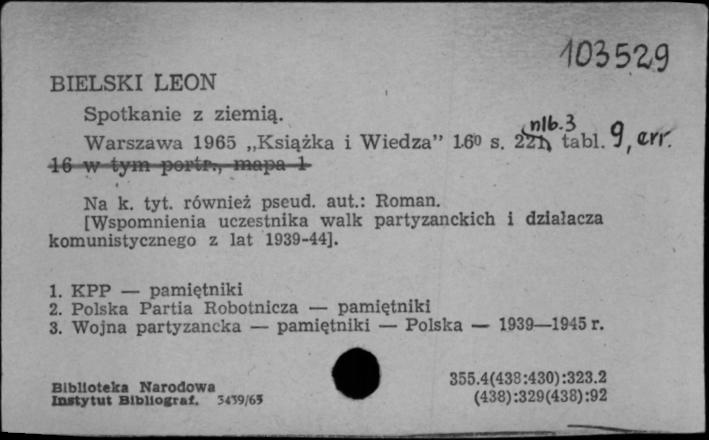 103529
BIELSKI LEON
Spotkanie z ziemią.
Warszawa 1965 „Książka i Wiedza” 16⁰ s. 221, nlb. 3 tabl. 9, err.
16 w tym portr., mapa 1
Na k. tyt. również pseud. aut.: Roman.
[Wspomnienia uczestnika walk partyzanckich i działacza
komunistycznego z lat 1939-44].
1. KPP — pamiętniki
2. Polska Partia Robotnicza — pamiętniki
3. Wojna partyzancka — pamiętniki — Polska — 1939—1945 r.
355.4(438:430):323.2
(438):329(438):92
Biblioteka Narodowa
Instytut Bibliograf. 3439/65